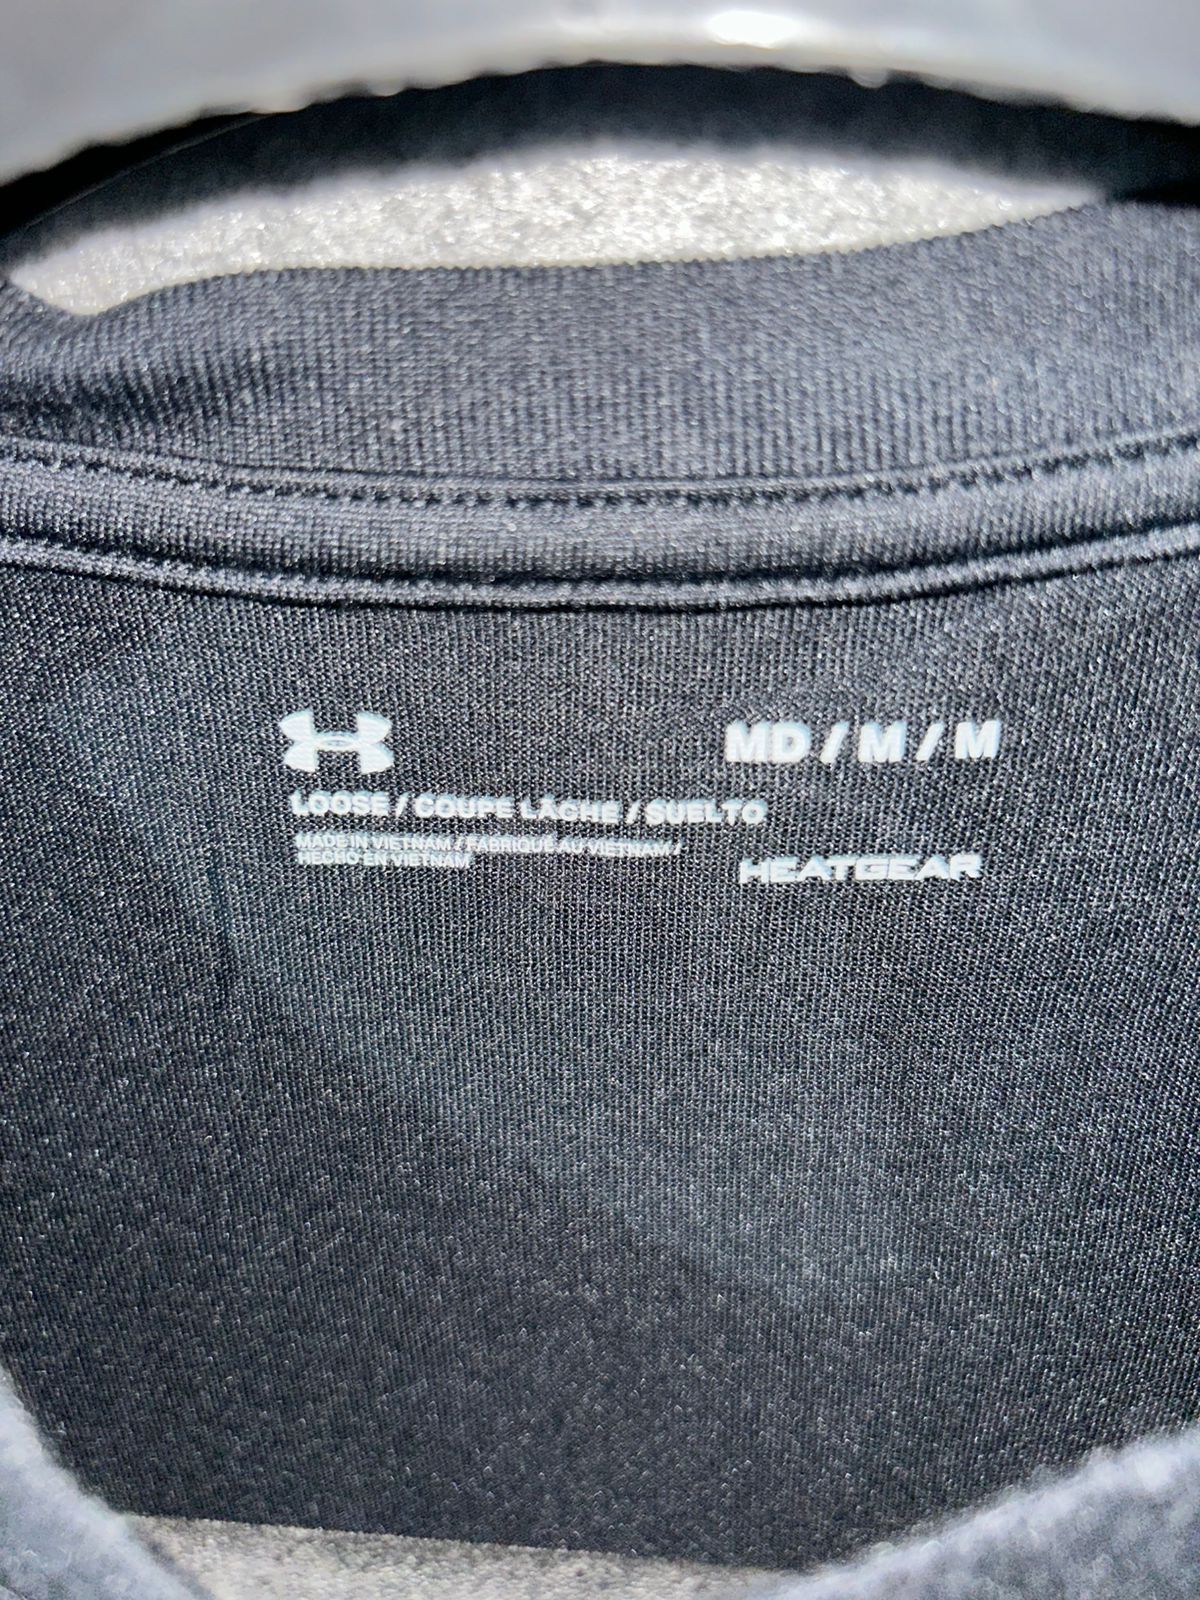 MD / M / M
LOOSE / COUPE LÂCHE / SUELTO
MADE IN VIETNAM / FABRIQUÉ AU VIETNAM /
HECHO EN VIETNAM
HEATGEAR